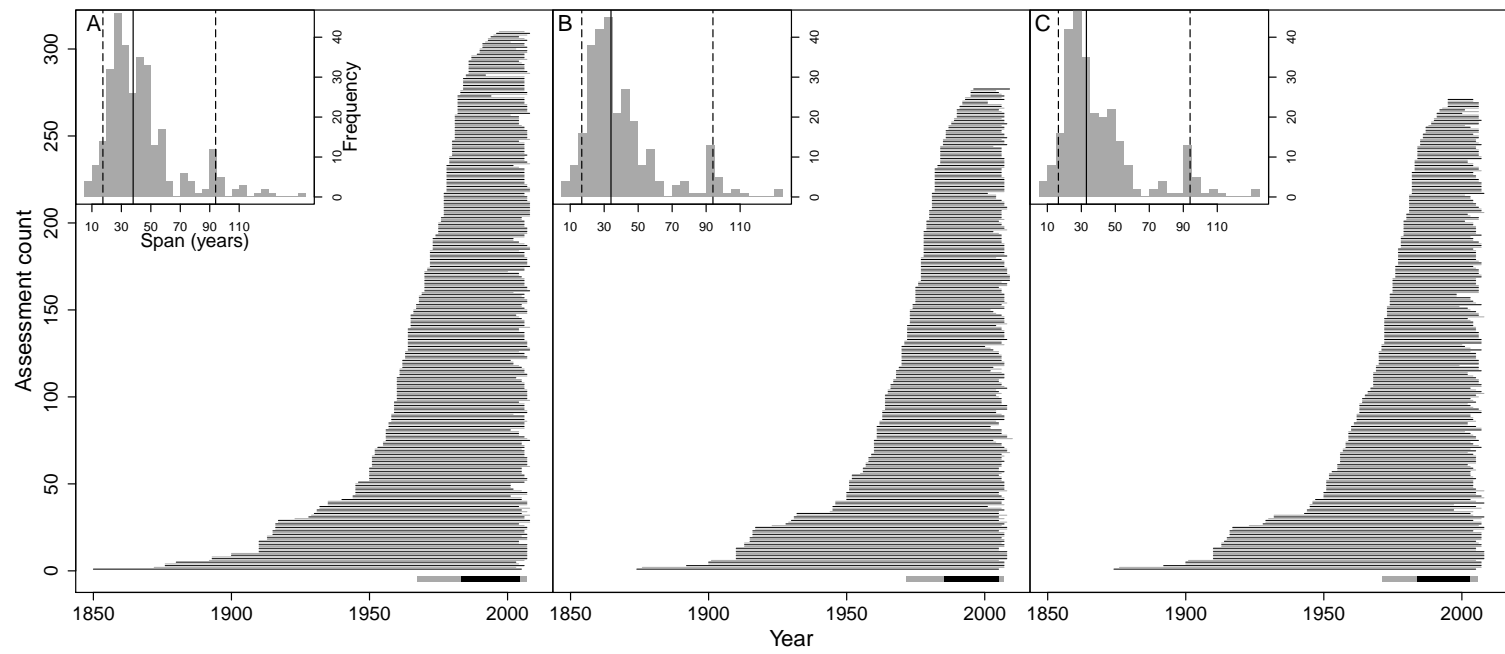 A
B
C
0 10 20 30 40
Frequency
10 30 50 70 90 110
Span (years)
0 10 20 30 40
10 30 50 70 90 110
0 10 20 30 40
10 30 50 70 90 110
Assessment count
0 50 100 150 200 250 300
1850 1900 1950 2000
1850 1900 1950 2000
1850 1900 1950 2000
Year